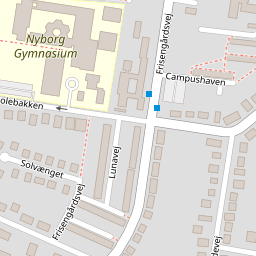 Nyborg
Gymnasium
Frisengårdsvej
Campushaven
olebakken
Lunavej
Solvænget
Frisengårdsvej
devej